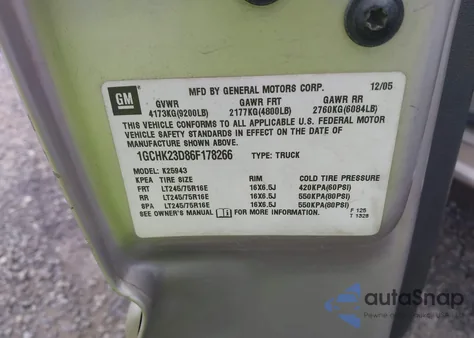 GM
MFD BY GENERAL MOTORS CORP. 12/05
GVWR GAWR FRT GAWR RR
4173KG(9200LB) 2177KG(4800LB) 2760KG(6084LB)
THIS VEHICLE CONFORMS TO ALL APPLICABLE U.S. FEDERAL MOTOR
VEHICLE SAFETY STANDARDS IN EFFECT ON THE DATE OF
MANUFACTURE SHOWN ABOVE.
1GCHK23D86F178266 TYPE: TRUCK
MODEL: K25943
KPEA TIRE SIZE RIM COLD TIRE PRESSURE
FRT LT245/75R16E 16X6.5J 420KPA(60PSI)
RR LT245/75R16E 16X6.5J 550KPA(80PSI)
SPA LT245/75R16E 16X6.5J 550KPA(80PSI)
SEE OWNER'S MANUAL FOR MORE INFORMATION.
F 125
T 1328
autoSnap